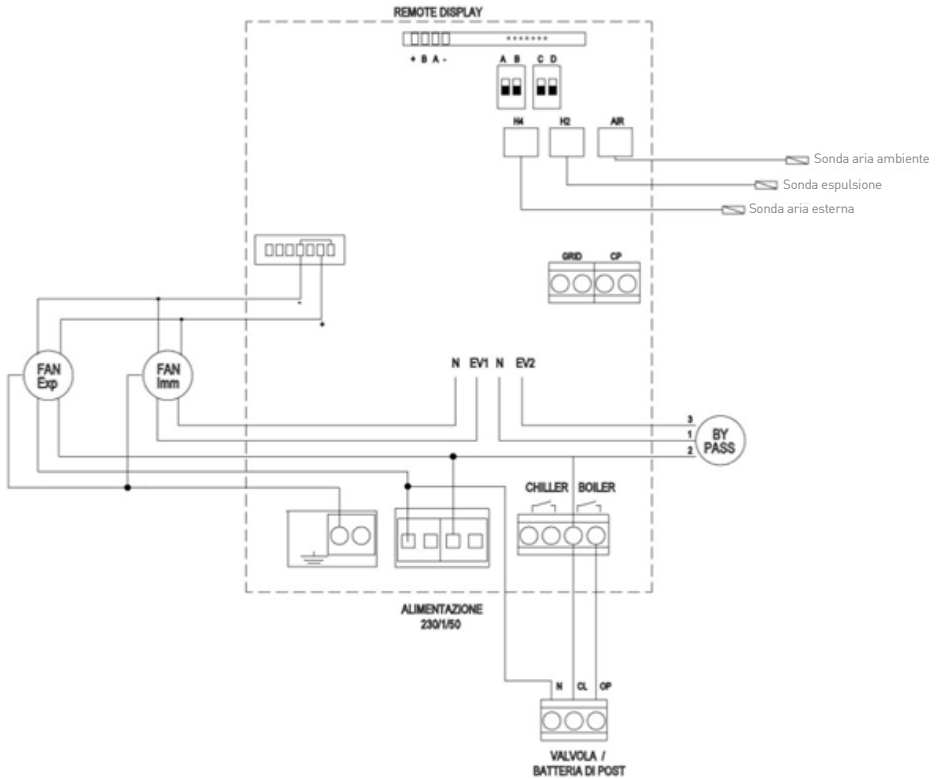 REMOTE DISPLAY
+ B A -
A B C D
H4 H2 AIR
Sonda aria ambiente
Sonda espulsione
Sonda aria esterna
GRID CP
-
+
FAN
Exp
FAN
Imm
N EV1 N EV2
3
1
2
BY
PASS
CHILLER BOILER
ALIMENTAZIONE
230/1/50
N CL OP
VALVOLA /
BATTERIA DI POST